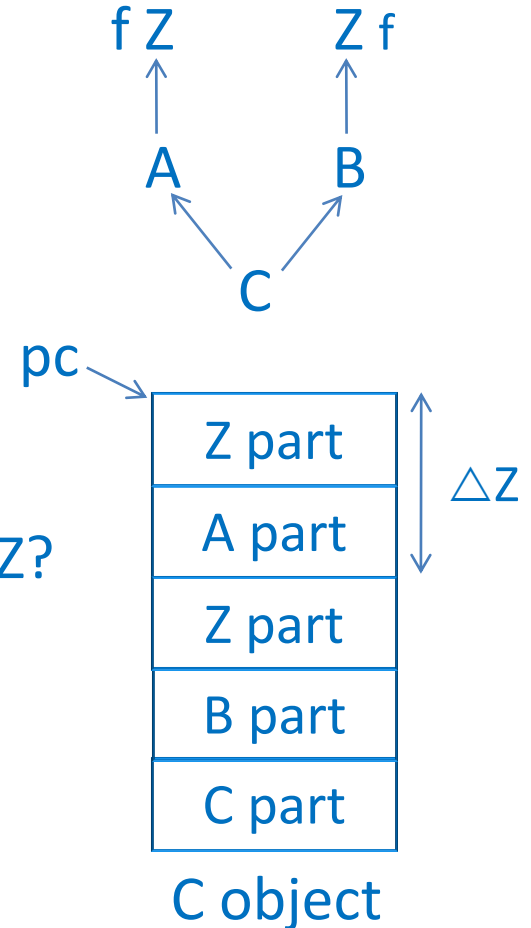 f Z Z f
A B
C
pc
Z part
△Z
A part
Z?
Z part
B part
C part
C object